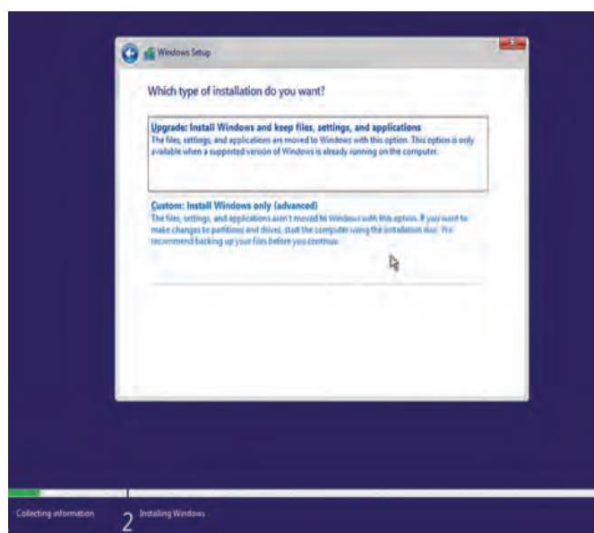 Windows Setup
Which type of installation do you want?
Upgrade: Install Windows and keep files, settings, and applications
The files, settings, and applications are moved to Windows with this option. This option is only
available when a supported version of Windows is already running on the computer.
Custom: Install Windows only (advanced)
The files, settings, and applications aren't moved to Windows with this option. If you want to
make changes to partitions and drives, start the computer using the installation disc. We
recommend backing up your files before you continue.
Collecting information
2 Installing Windows